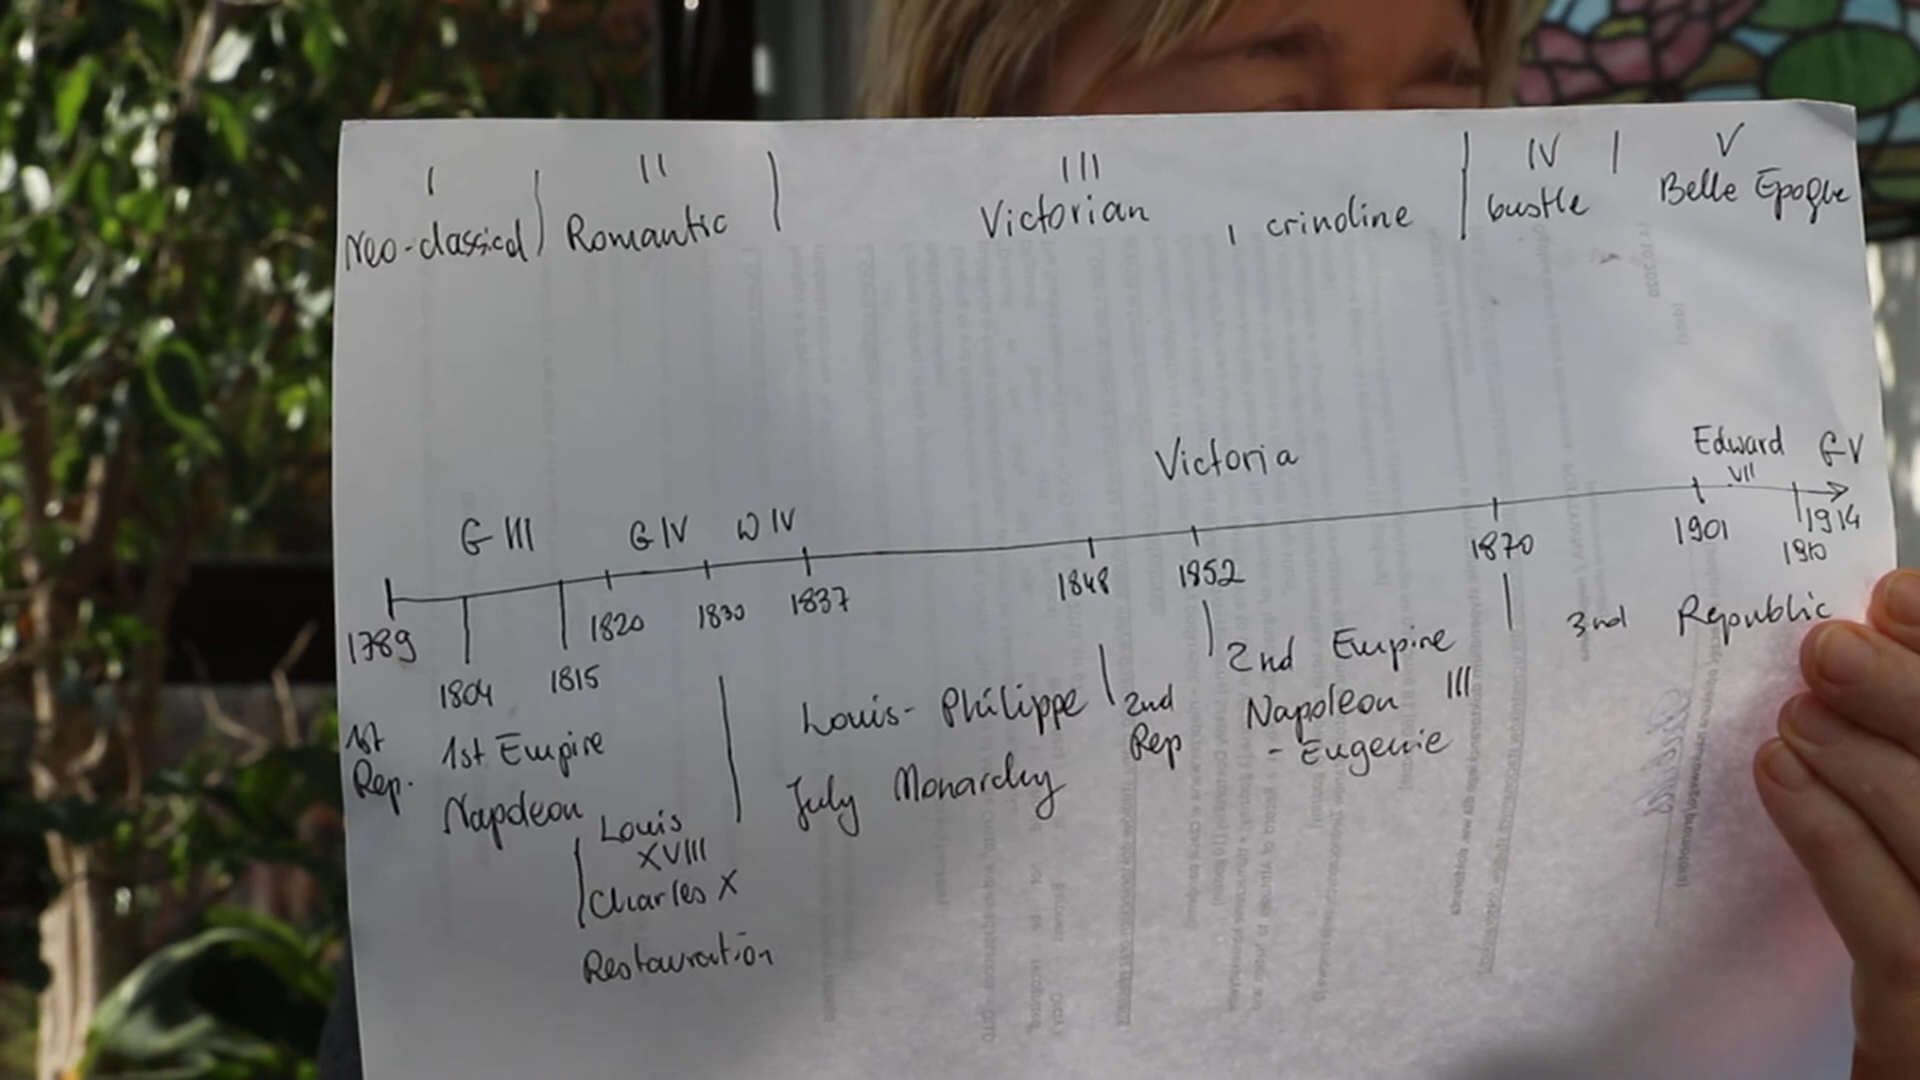 I II III IV V
Neo-classical Romantic Victorian crinoline bustle Belle Epoque
Victoria Edward VII G V
G III G IV W IV
1789 1804 1815 1820 1830 1837 1848 1852 1870 1901 1910 1914
1st Rep.
1st Empire
Napoleon
Louis XVIII
Charles X
Restauration
Louis-Philippe
July Monarchy
2nd Rep
2nd Empire
Napoleon III
- Eugenie
3nd Republic